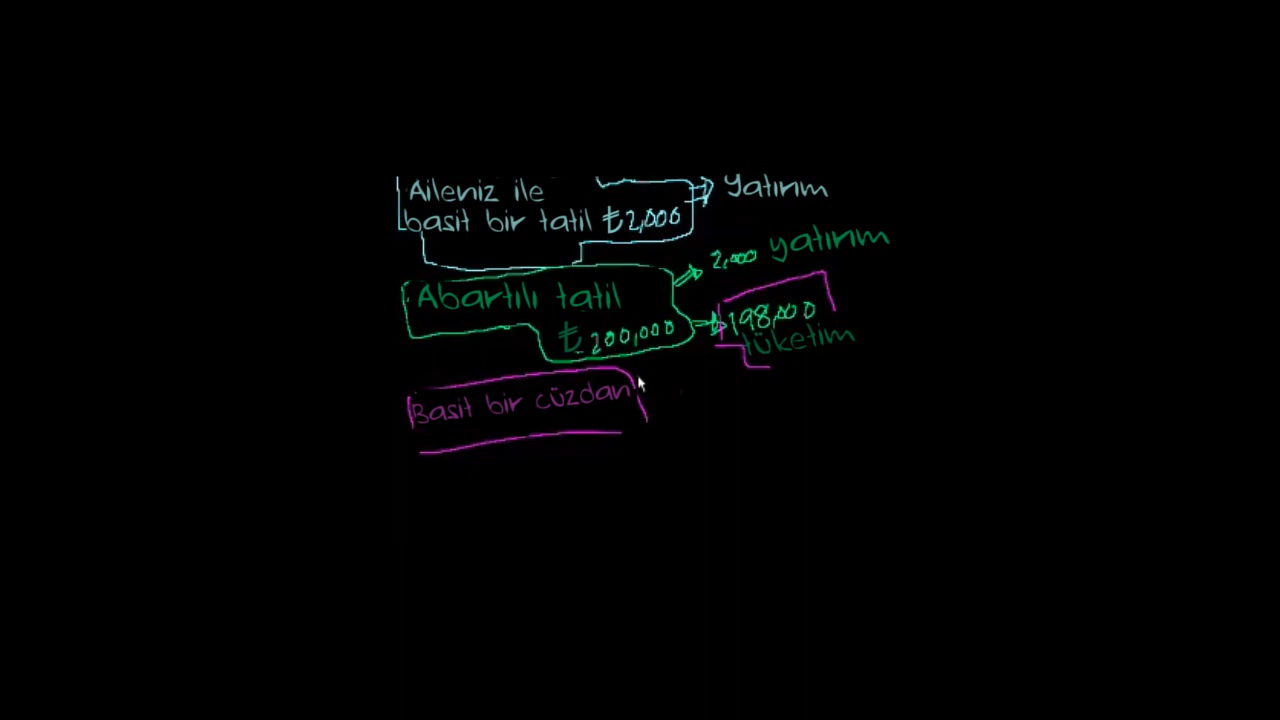 Aileniz ile
basit bir tatil ₺2,000
Yatırım
2,000 yatırım
Abartılı tatil
₺ 200,000
₺198,000
tüketim
Basit bir cüzdan